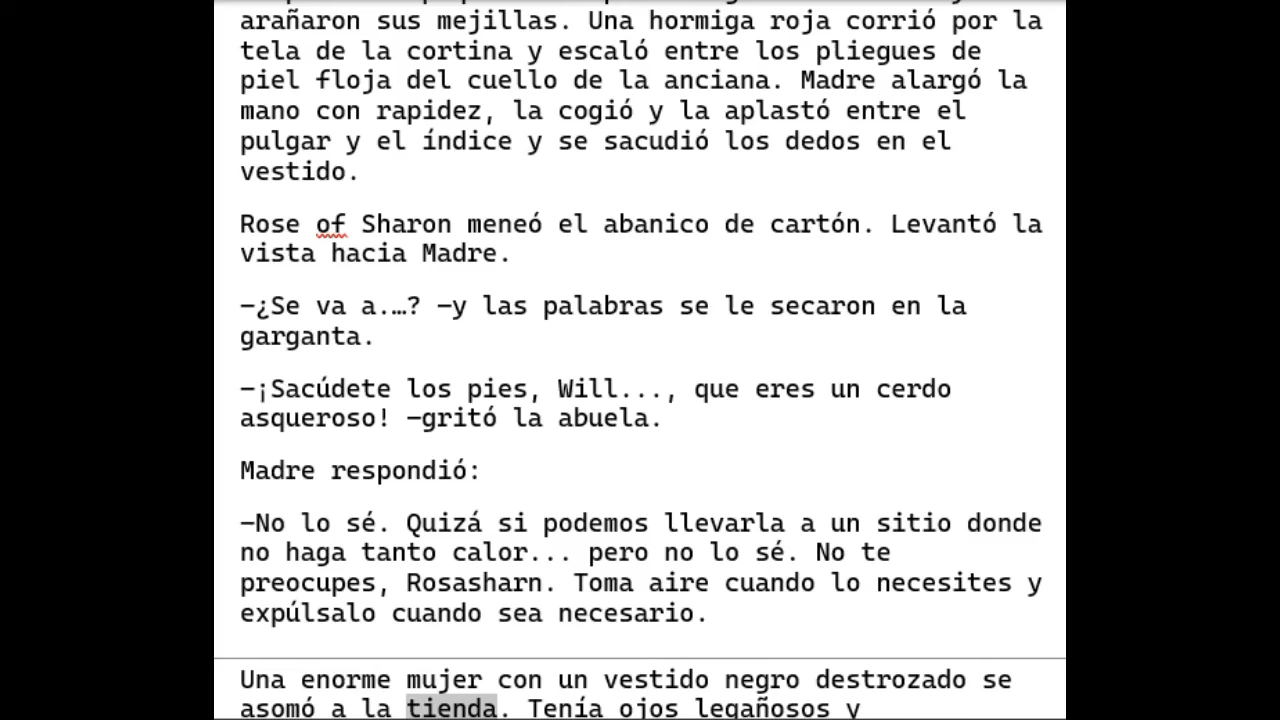 arañaron sus mejillas. Una hormiga roja corrió por la
tela de la cortina y escaló entre los pliegues de
piel floja del cuello de la anciana. Madre alargó la
mano con rapidez, la cogió y la aplastó entre el
pulgar y el índice y se sacudió los dedos en el
vestido.
Rose of Sharon meneó el abanico de cartón. Levantó la
vista hacia Madre.
—¿Se va a.…? —y las palabras se le secaron en la
garganta.
—¡Sacúdete los pies, Will..., que eres un cerdo
asqueroso! —gritó la abuela.
Madre respondió:
—No lo sé. Quizá si podemos llevarla a un sitio donde
no haga tanto calor... pero no lo sé. No te
preocupes, Rosasharn. Toma aire cuando lo necesites y
expúlsalo cuando sea necesario.
Una enorme mujer con un vestido negro destrozado se
asomó a la tienda. Tenía ojos legañosos y